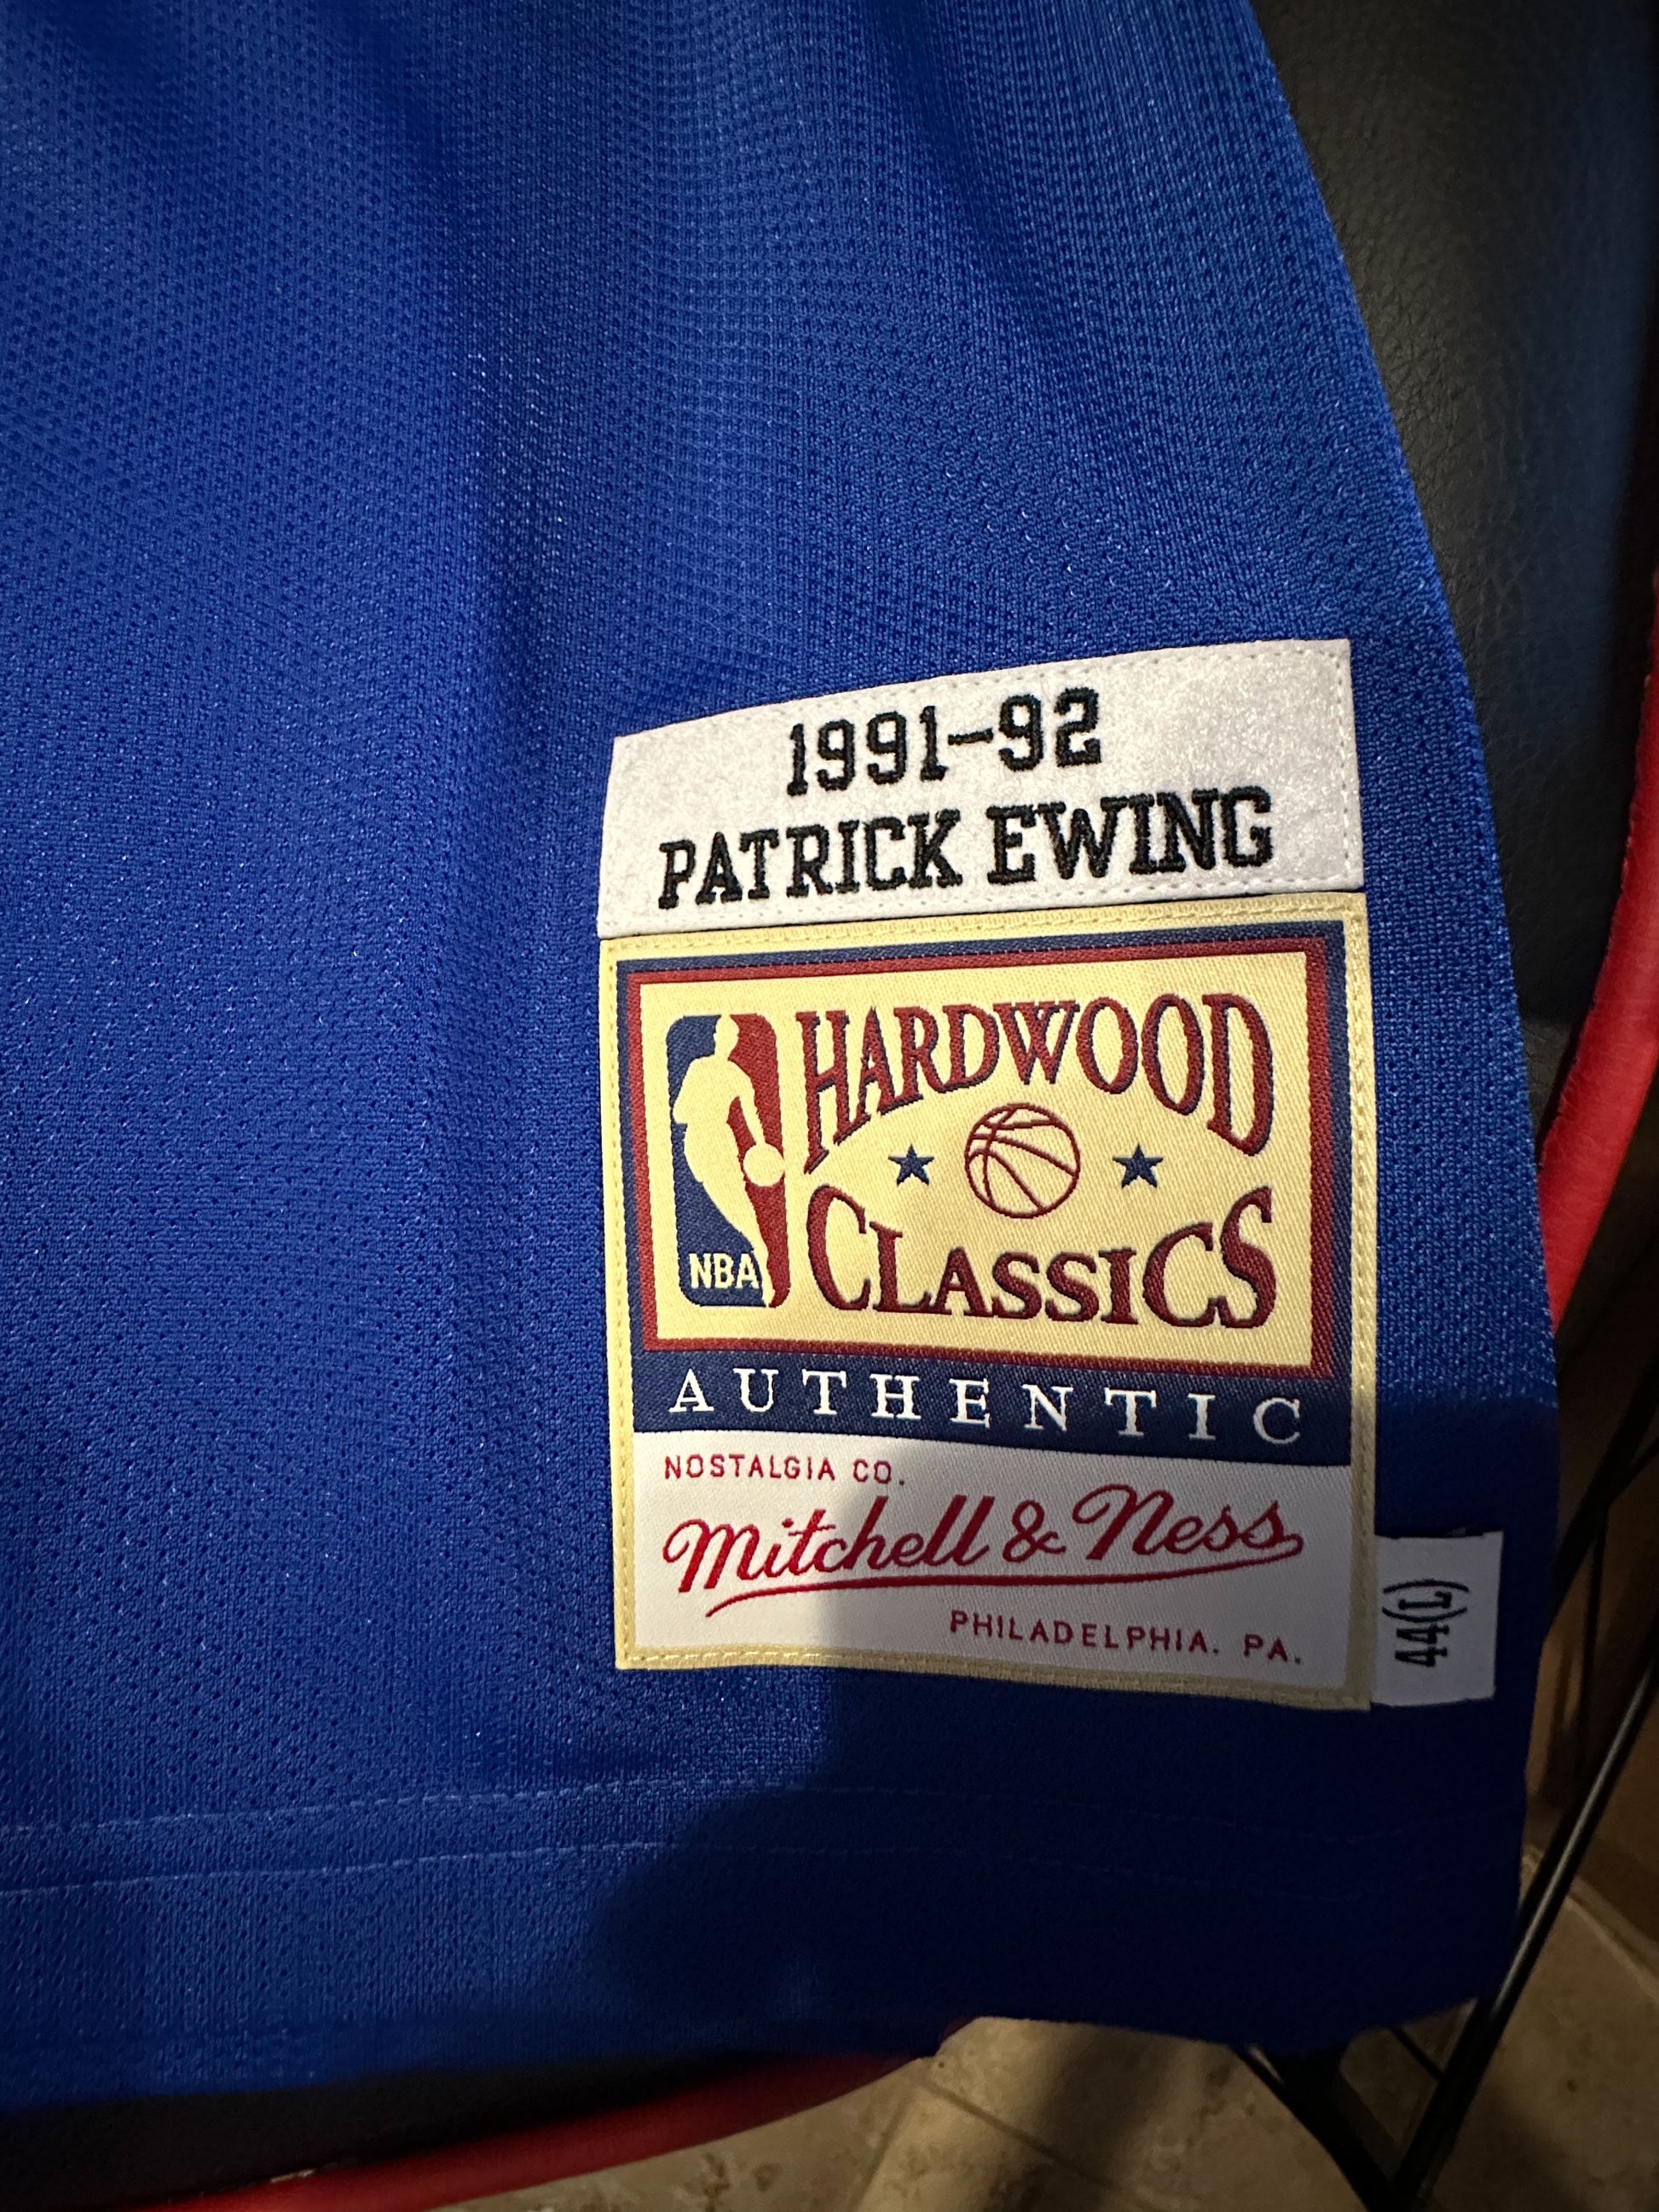 1991-92
PATRICK EWING
HARDWOOD
CLASSICS
NBA
AUTHENTIC
NOSTALGIA CO.
Mitchell & Ness
PHILADELPHIA. PA.
44(L)